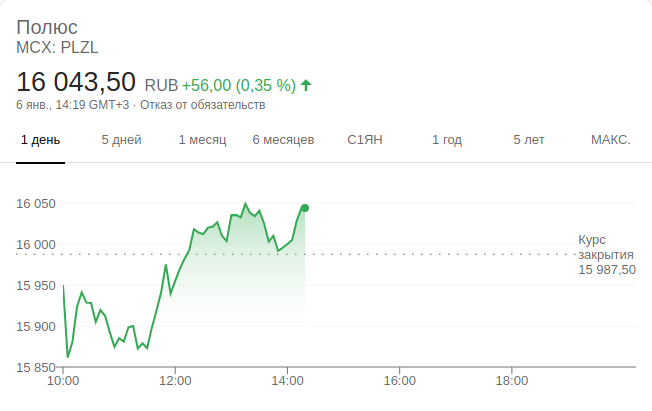 Полюс
MCX: PLZL
16 043,50 RUB +56,00 (0,35 %)
6 янв., 14:19 GMT+3 · Отказ от обязательств
1 день 5 дней 1 месяц 6 месяцев С1ЯН 1 год 5 лет МАКС.
16 050
16 000
15 950
15 900
15 850
Курс
закрытия
15 987,50
10:00 12:00 14:00 16:00 18:00